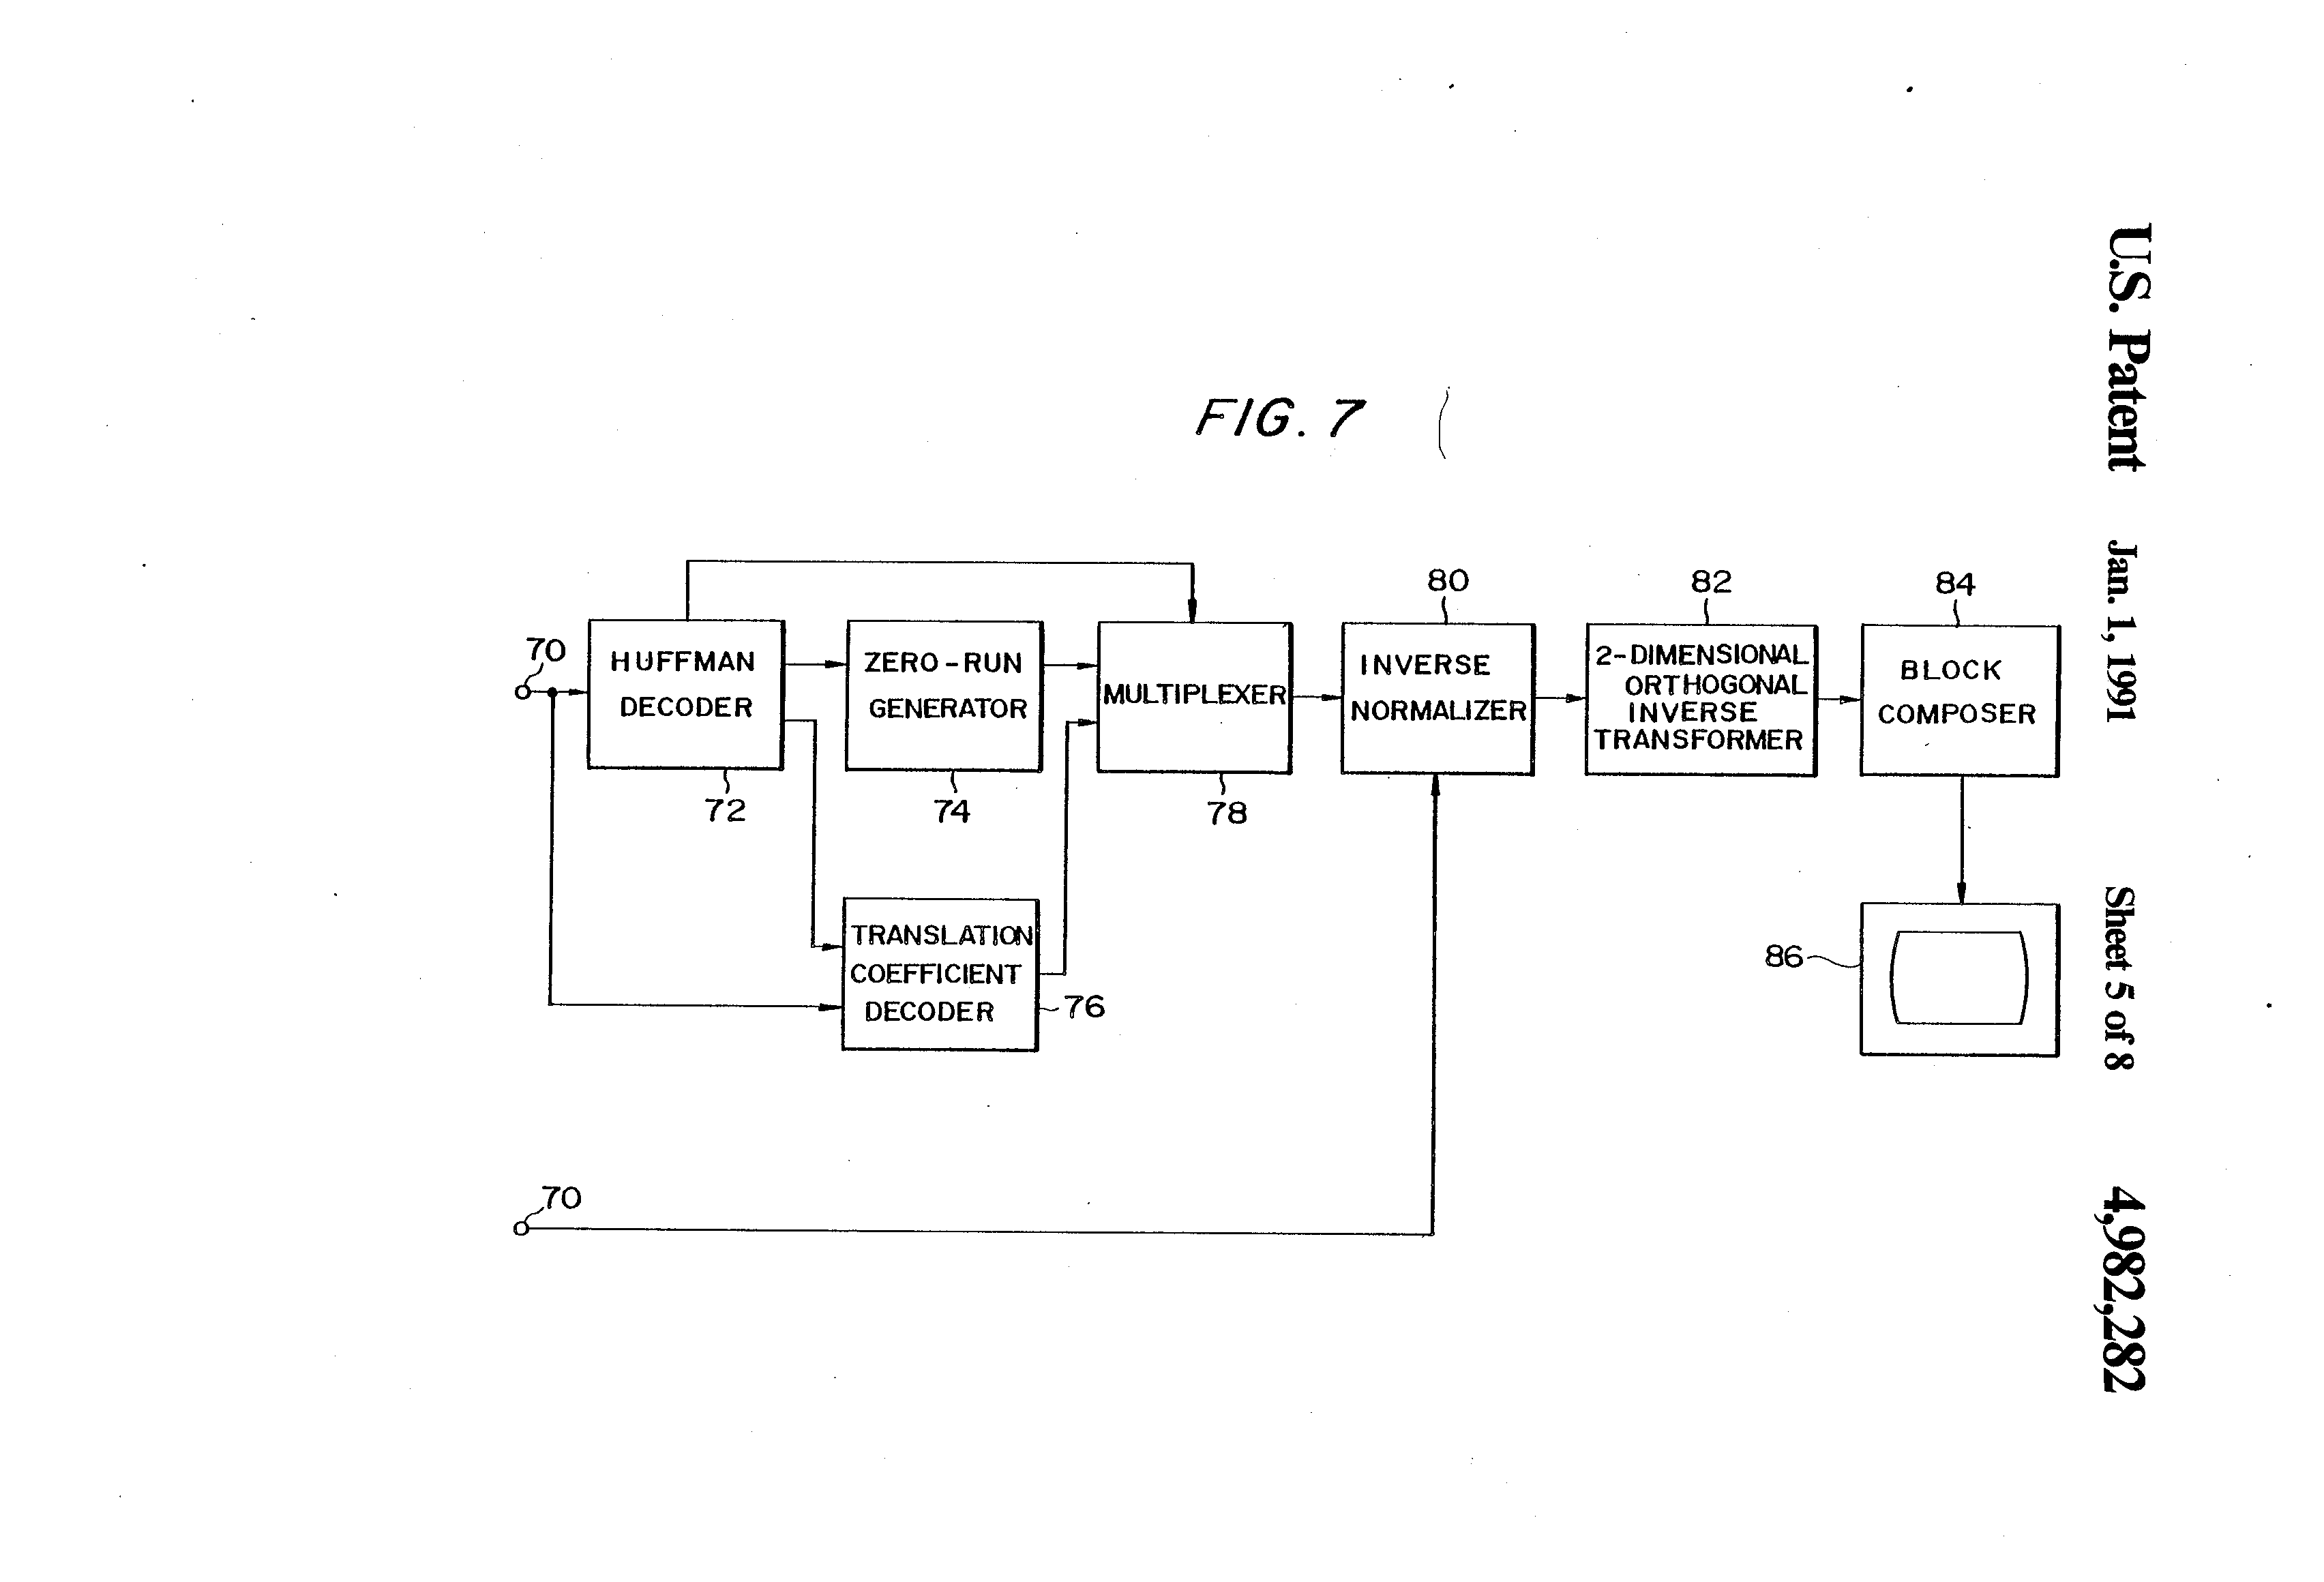 U.S. Patent Jan. 1, 1991 Sheet 5 of 8 4,982,282
FIG. 7
70
HUFFMAN
DECODER
72
ZERO-RUN
GENERATOR
74
MULTIPLEXER
78
80
INVERSE
NORMALIZER
82
2-DIMENSIONAL
ORTHOGONAL
INVERSE
TRANSFORMER
84
BLOCK
COMPOSER
TRANSLATION
COEFFICIENT
DECODER
76
86
70